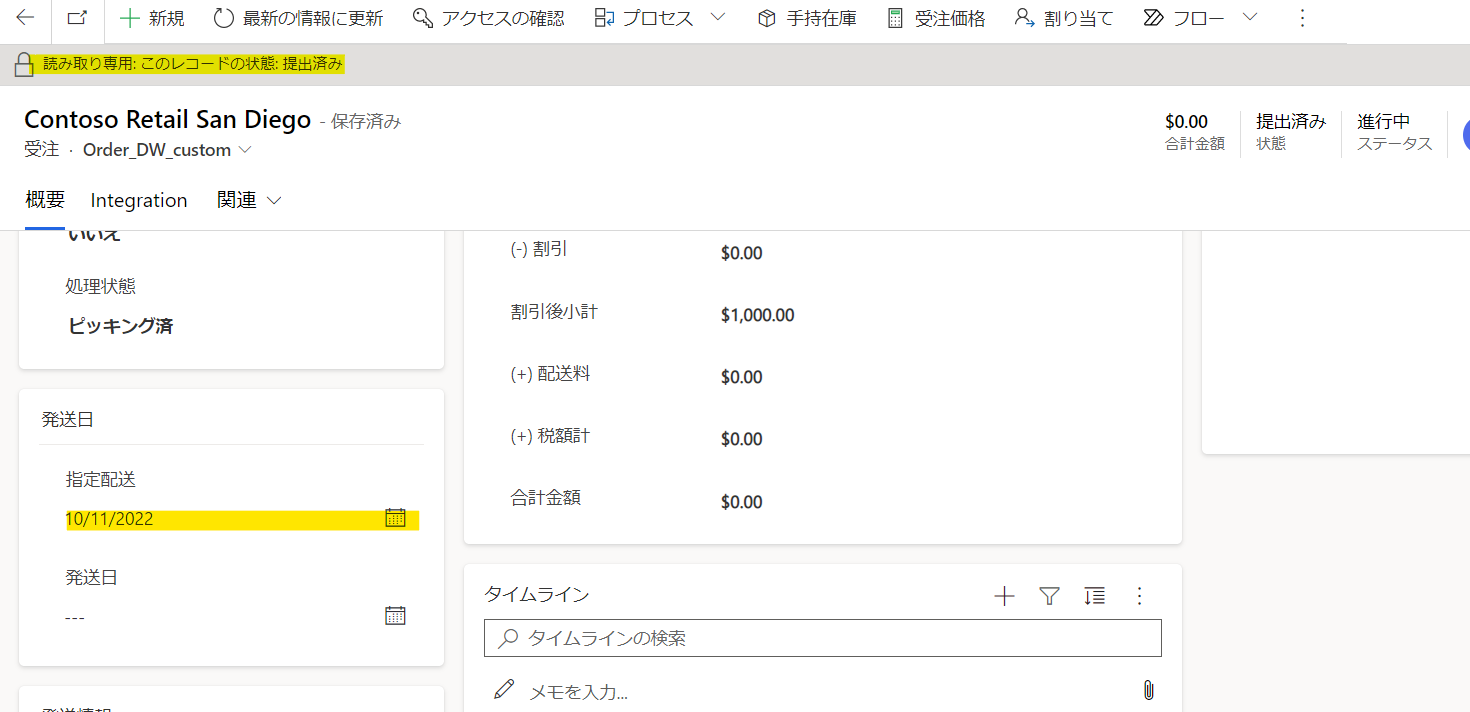 新規 最新の情報に更新 アクセスの確認 プロセス 手持在庫 受注価格 割り当て フロー
読み取り専用: このレコードの状態: 提出済み
Contoso Retail San Diego - 保存済み
受注 · Order_DW_custom
$0.00
合計金額
提出済み
状態
進行中
ステータス
概要 Integration 関連
いいえ
処理状態
ピッキング済
発送日
指定配送
10/11/2022
発送日
---
(-) 割引 $0.00
割引後小計 $1,000.00
(+) 配送料 $0.00
(+) 税額計 $0.00
合計金額 $0.00
タイムライン
タイムラインの検索
メモを入力...